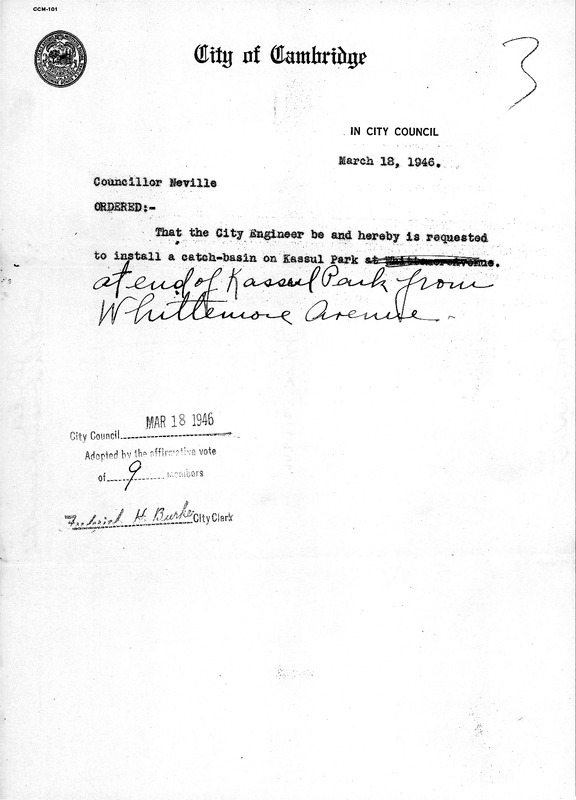 CCM-101
City of Cambridge
3
IN CITY COUNCIL
March 18, 1946.
Councillor Neville
ORDERED:-
That the City Engineer be and hereby is requested
to install a catch-basin on Kassul Park at Whittemore Avenue.
at end of Kassul Park from
Whittemore Avenue -
MAR 18 1946
City Council
Adopted by the affirmative vote
of 9 members
Frederick H. Burke City Clerk